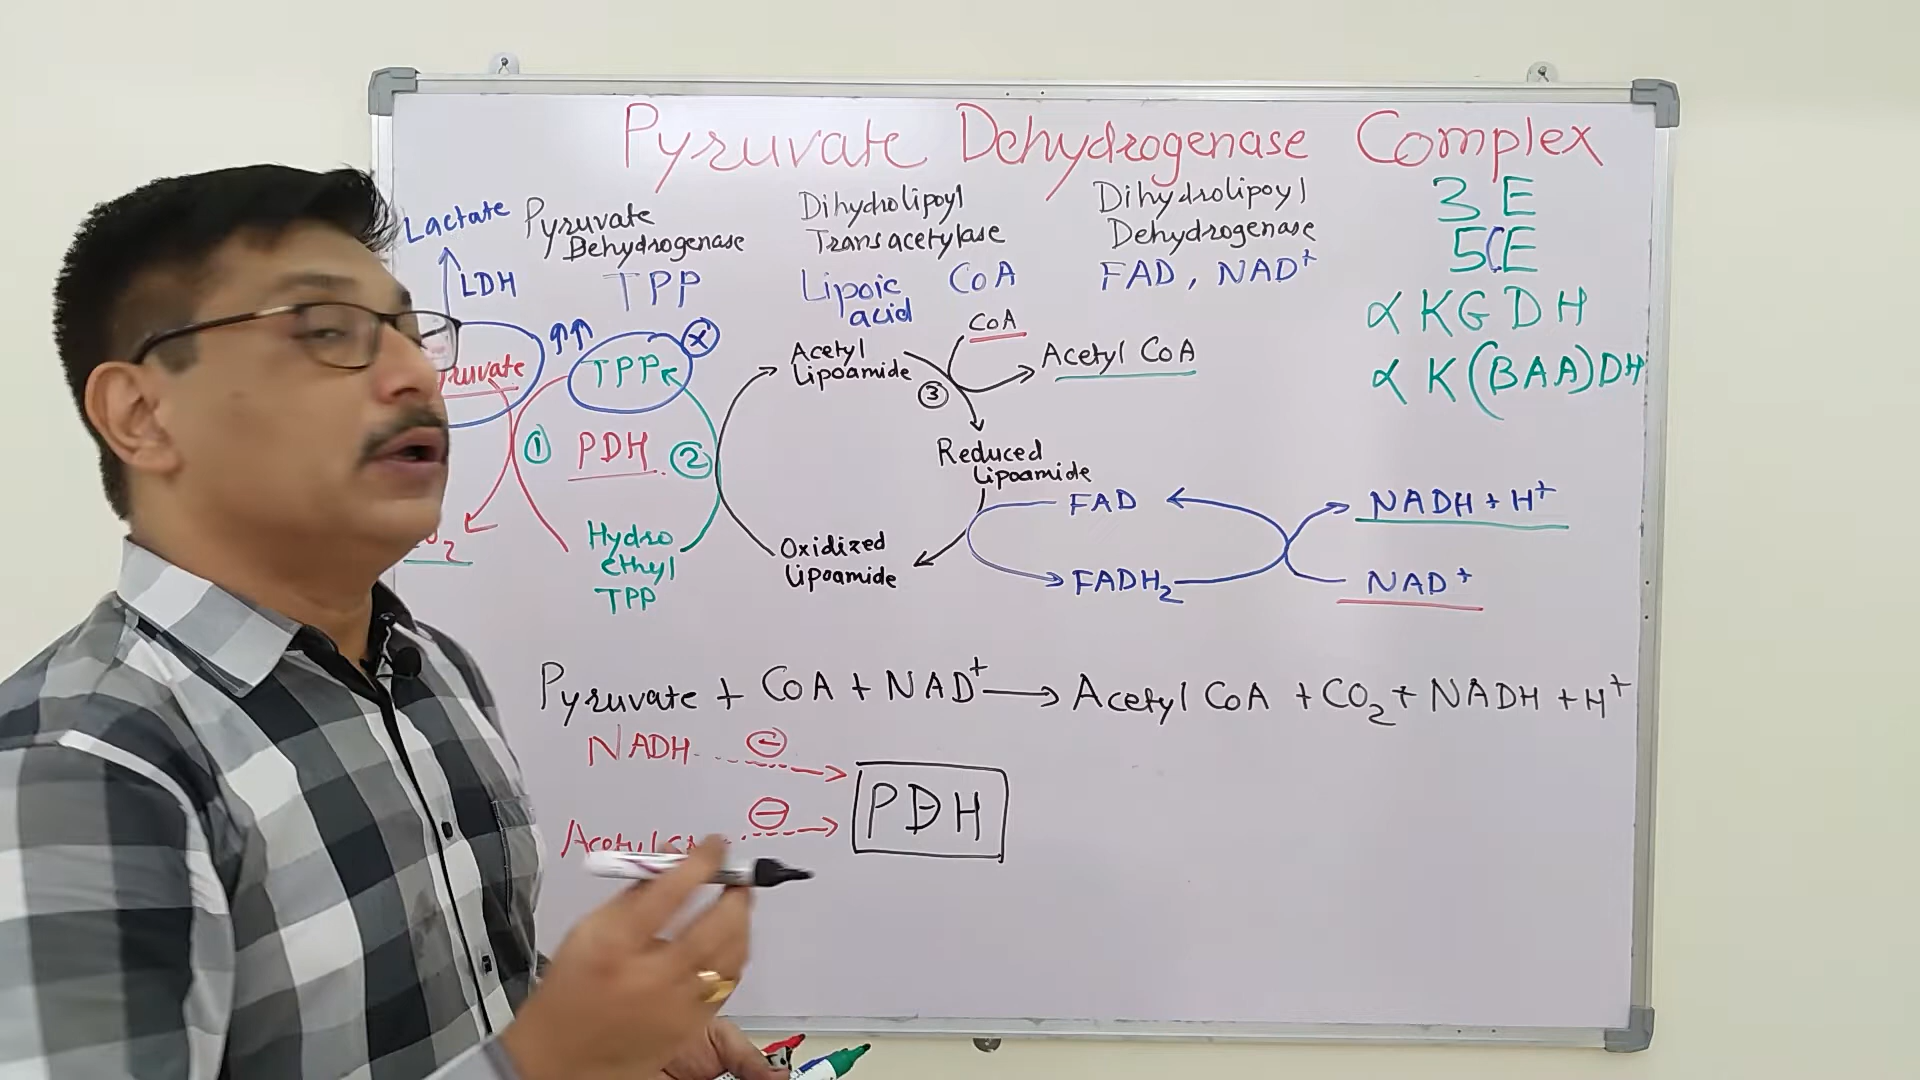 Pyruvate Dehydrogenase Complex
Lactate
LDH
Pyruvate
Dehydrogenase
TPP
Dihydrolipoyl
Transacetylase
Lipoic acid
CoA
Dihydrolipoyl
Dehydrogenase
FAD, NAD+
3 E
5CE
α KGDH
α K(BAA)DH
↑↑
TPP
x
1
PDH
2
Hydro
ethyl
TPP
Acetyl
Lipoamide
CoA
3
Acetyl CoA
Reduced
Lipoamide
Oxidized
Lipoamide
FAD
FADH2
NADH + H+
NAD+
Pyruvate + CoA + NAD+ → Acetyl CoA + CO2 + NADH + H+
NADH
PDH